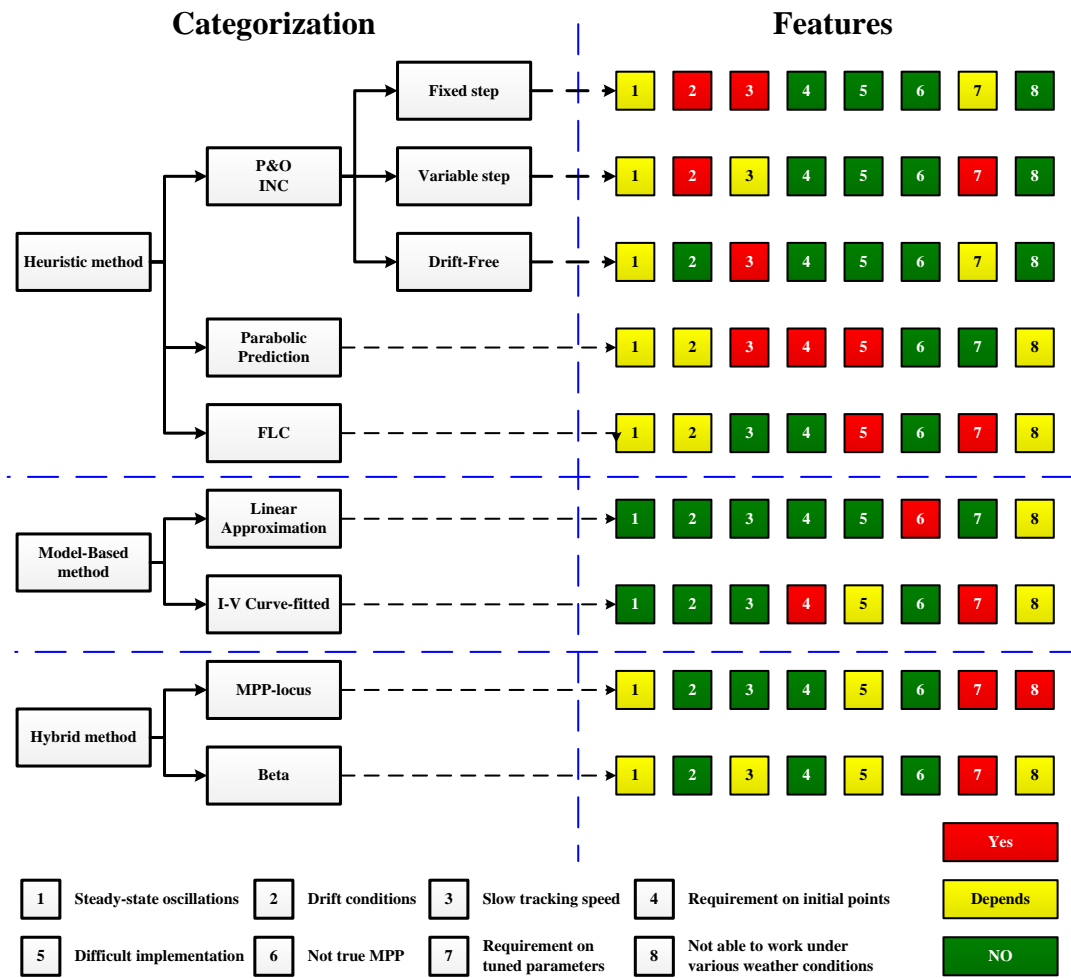 Categorization
Features
Fixed step
1 2 3 4 5 6 7 8
P&O
INC
Variable step
1 2 3 4 5 6 7 8
Heuristic method
Drift-Free
1 2 3 4 5 6 7 8
Parabolic
Prediction
1 2 3 4 5 6 7 8
FLC
1 2 3 4 5 6 7 8
Linear
Approximation
1 2 3 4 5 6 7 8
Model-Based
method
I-V Curve-fitted
1 2 3 4 5 6 7 8
MPP-locus
1 2 3 4 5 6 7 8
Hybrid method
Beta
1 2 3 4 5 6 7 8
Yes
1 Steady-state oscillations
2 Drift conditions
3 Slow tracking speed
4 Requirement on initial points
Depends
5 Difficult implementation
6 Not true MPP
7 Requirement on
tuned parameters
8 Not able to work under
various weather conditions
NO